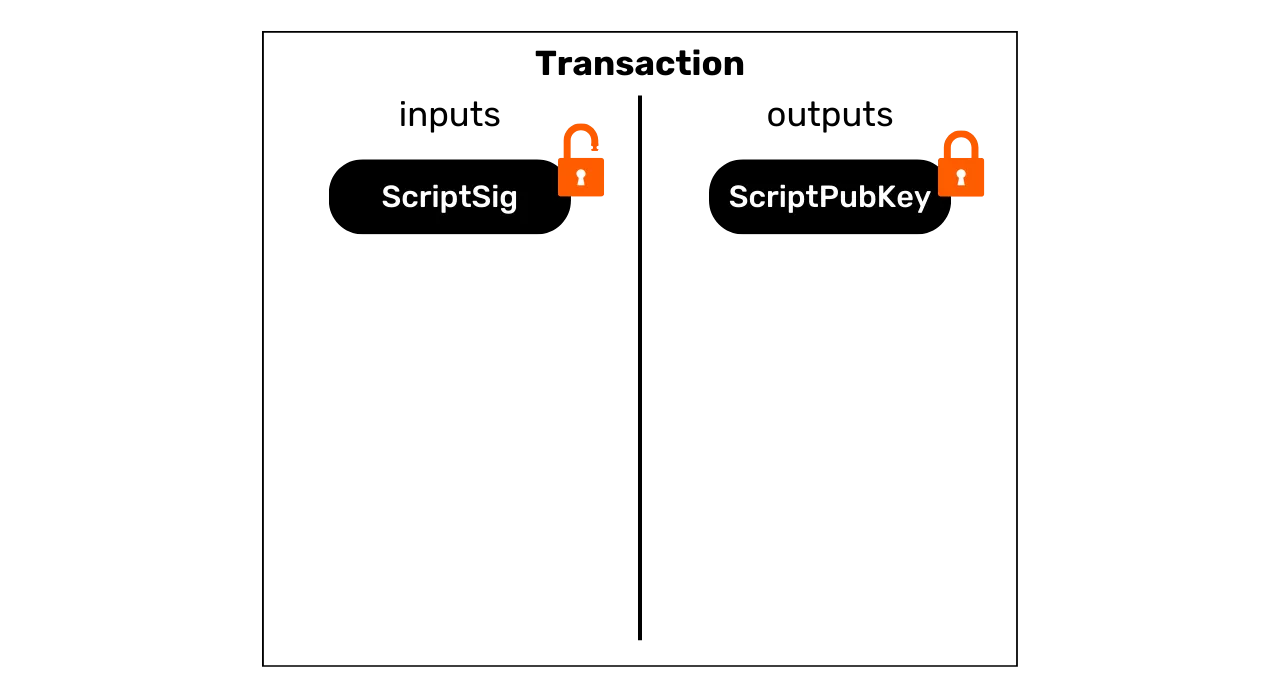 Transaction
inputs
outputs
ScriptSig
ScriptPubKey